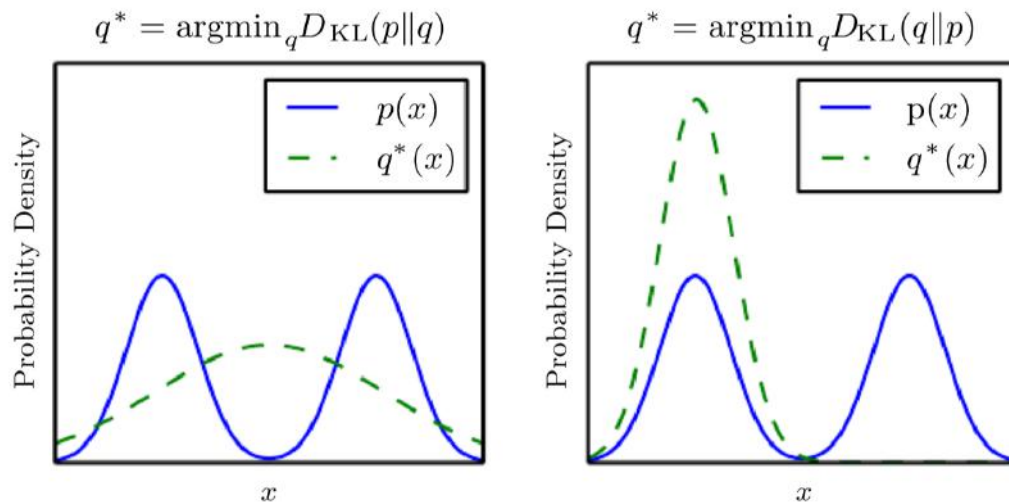 q* = argmin_q D_KL(p‖q)
p(x)
q*(x)
Probability Density
x
q* = argmin_q D_KL(q‖p)
p(x)
q*(x)
Probability Density
x